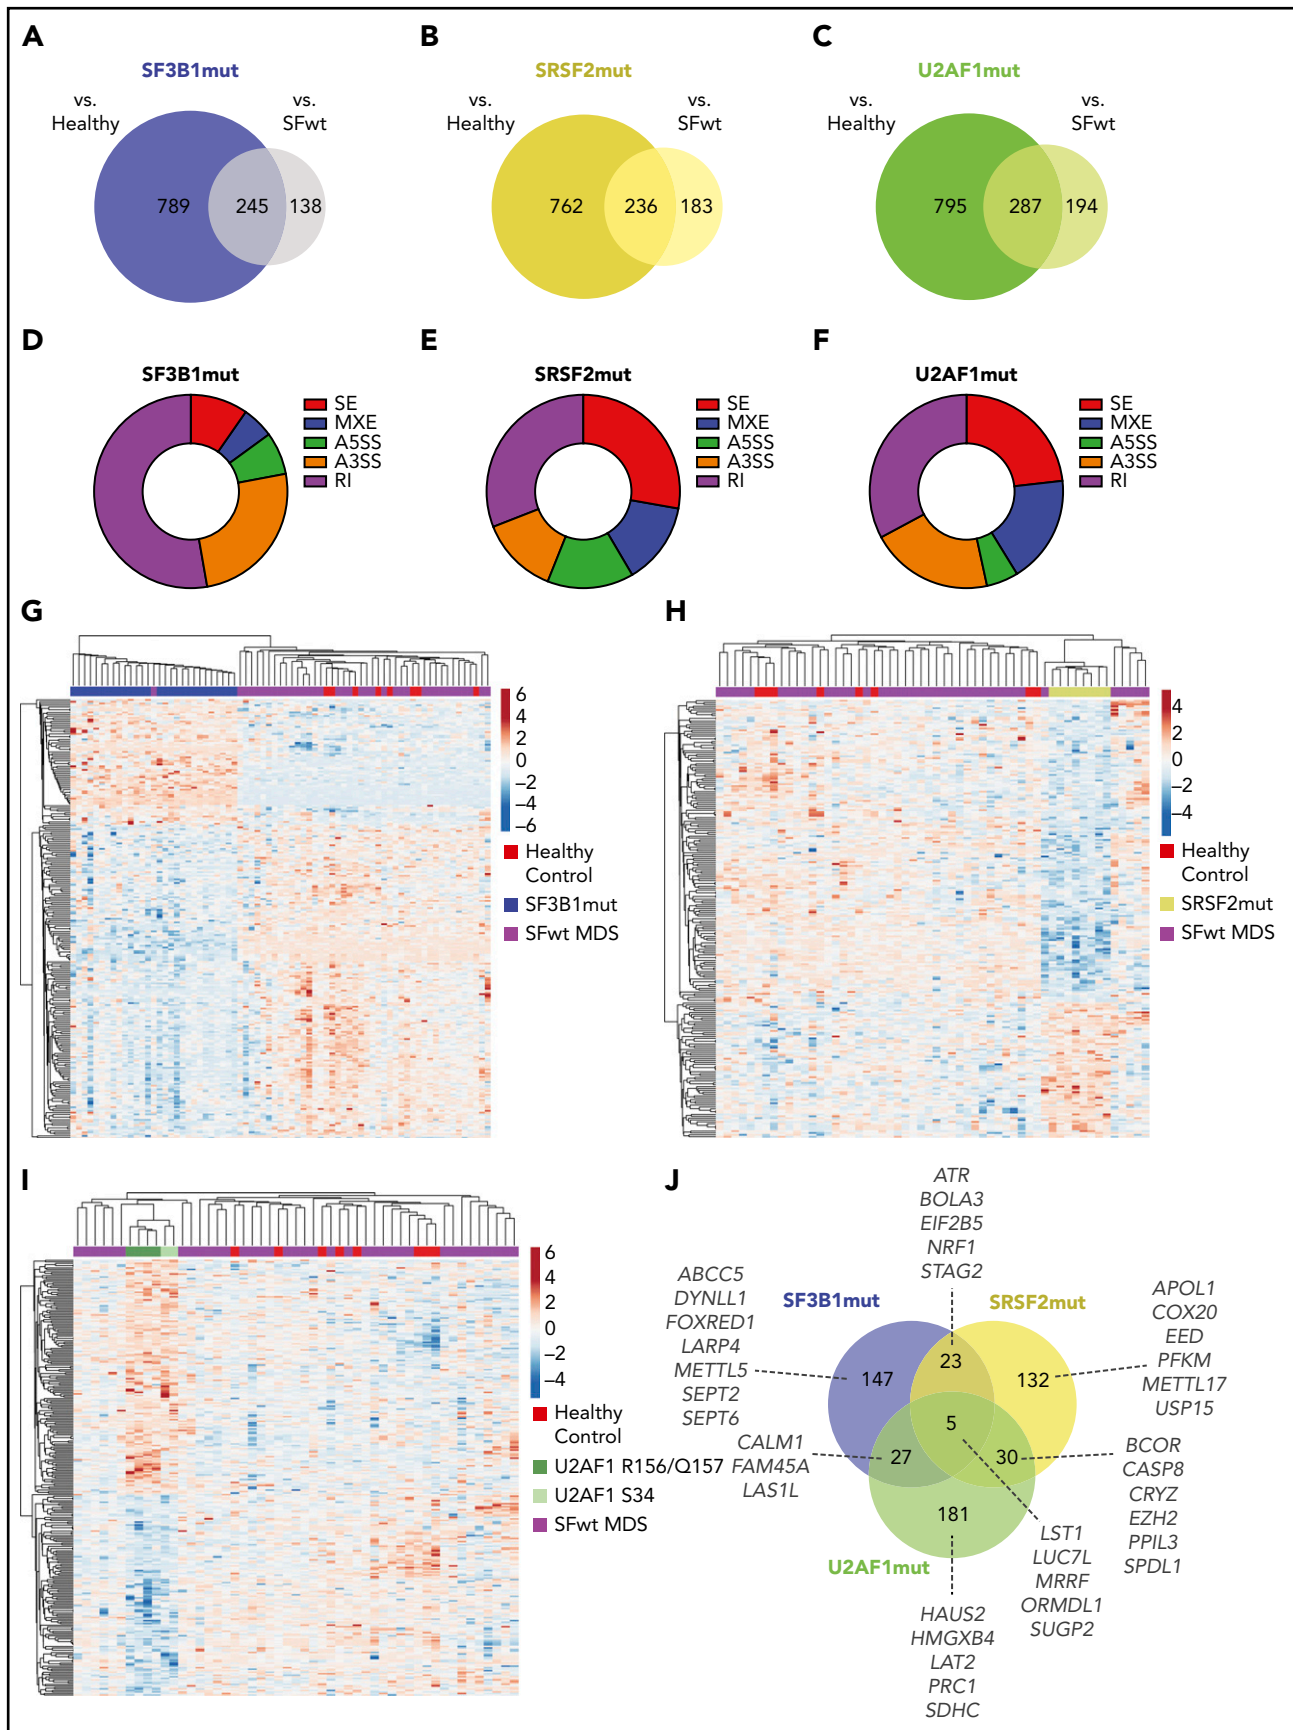 A
SF3B1mut
vs.
Healthy
vs.
SFwt
789
245
138
B
SRSF2mut
vs.
Healthy
vs.
SFwt
762
236
183
C
U2AF1mut
vs.
Healthy
vs.
SFwt
795
287
194
D
SF3B1mut
SE
MXE
A5SS
A3SS
RI
E
SRSF2mut
SE
MXE
A5SS
A3SS
RI
F
U2AF1mut
SE
MXE
A5SS
A3SS
RI
G
6
4
2
0
–2
–4
–6
Healthy
Control
SF3B1mut
SFwt MDS
H
4
2
0
–2
–4
Healthy
Control
SRSF2mut
SFwt MDS
I
6
4
2
0
–2
–4
Healthy
Control
U2AF1 R156/Q157
U2AF1 S34
SFwt MDS
J
ATR
BOLA3
EIF2B5
NRF1
STAG2
ABCC5
DYNLL1
FOXRED1
LARP4
METTL5
SEPT2
SEPT6
SF3B1mut
SRSF2mut
APOL1
COX20
EED
PFKM
METTL17
USP15
147
23
132
5
27
30
181
CALM1
FAM45A
LAS1L
BCOR
CASP8
CRYZ
EZH2
PPIL3
SPDL1
U2AF1mut
LST1
LUC7L
MRRF
ORMDL1
SUGP2
HAUS2
HMGXB4
LAT2
PRC1
SDHC